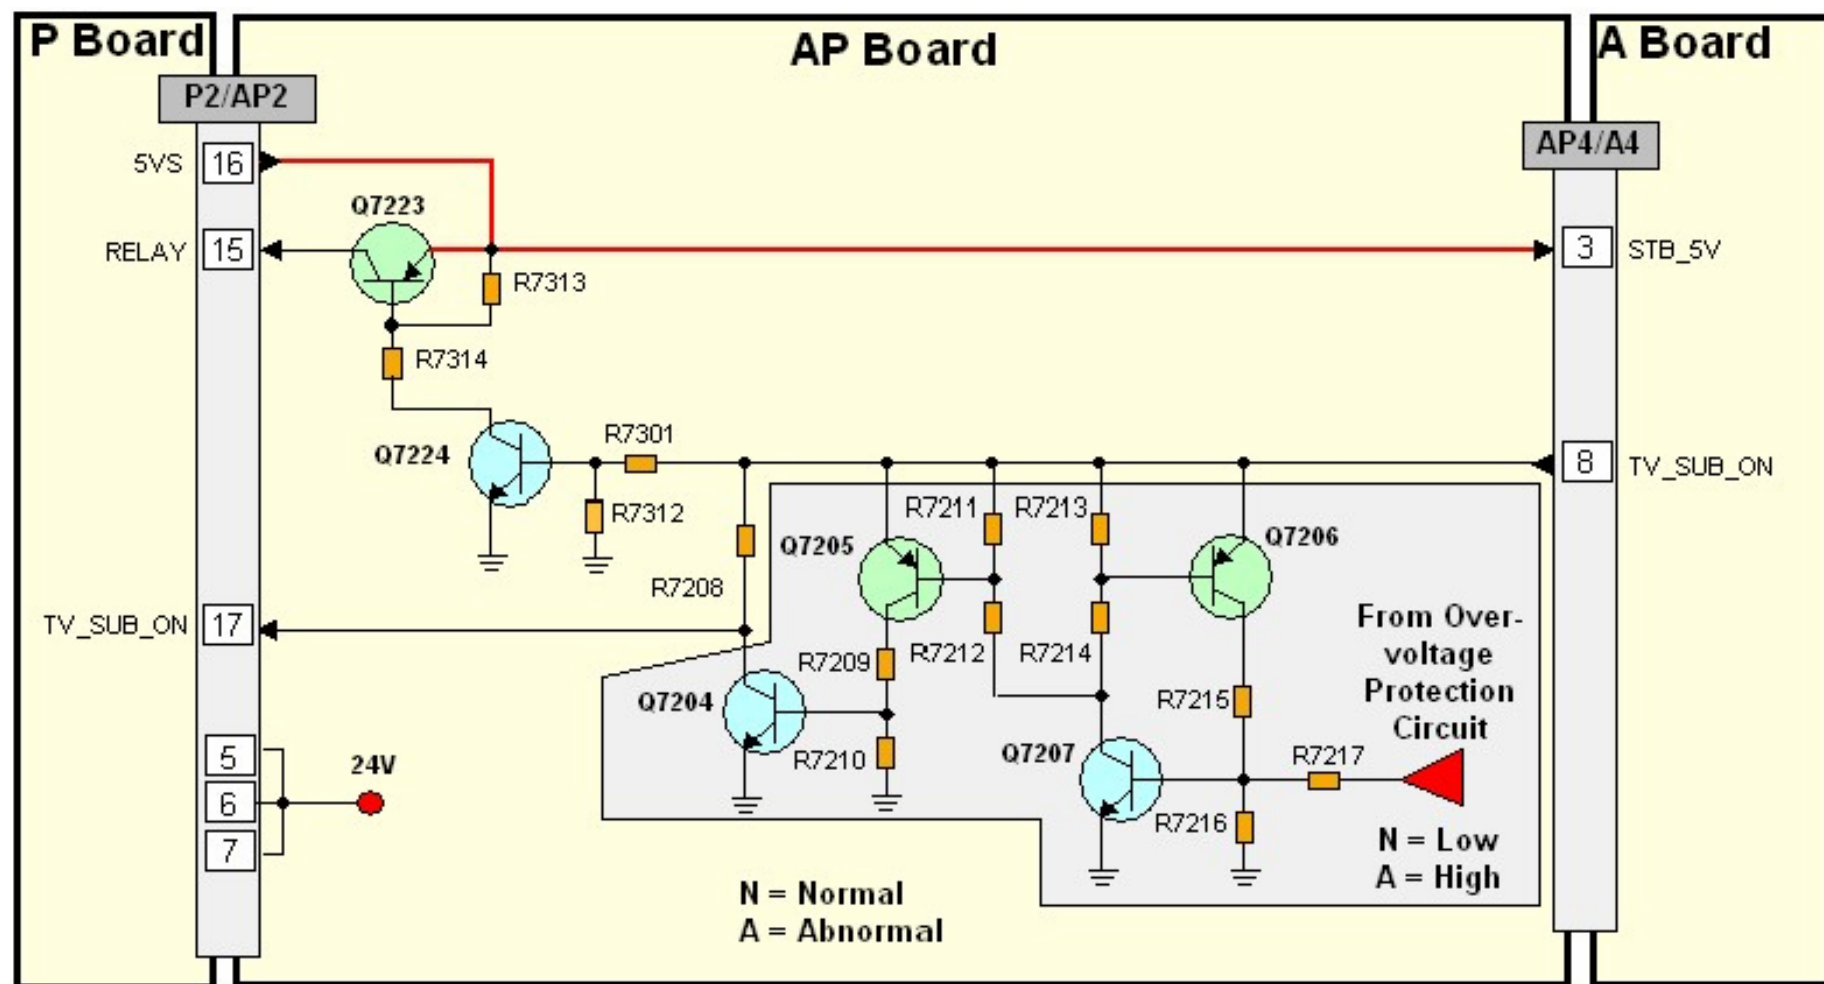 P Board
AP Board
A Board
P2/AP2
AP4/A4
5VS
16
Q7223
RELAY
15
3
STB_5V
R7313
R7314
R7301
Q7224
8
TV_SUB_ON
R7312
R7211
R7213
Q7205
Q7206
R7208
TV_SUB_ON
17
From Over-
voltage
Protection
Circuit
R7209
R7212
R7214
Q7204
R7215
R7210
Q7207
R7217
5
24V
6
7
R7216
N = Low
A = High
N = Normal
A = Abnormal